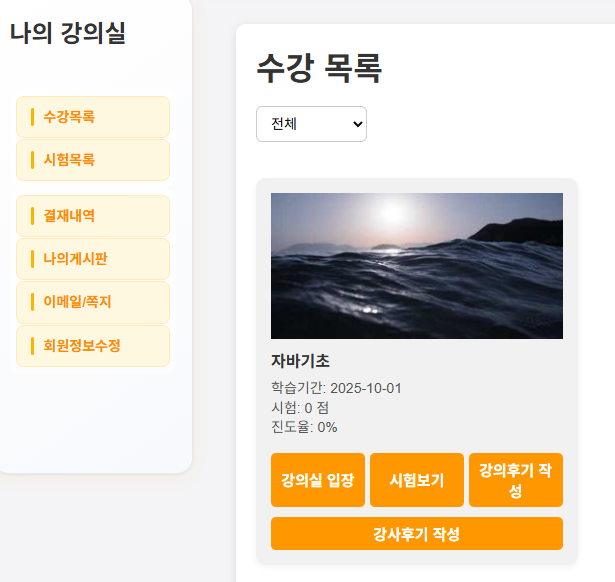 나의 강의실
수강목록
시험목록
결재내역
나의게시판
이메일/쪽지
회원정보수정
수강 목록
전체
자바기초
학습기간: 2025-10-01
시험: 0 점
진도율: 0%
강의실 입장
시험보기
강의후기 작
성
강사후기 작성